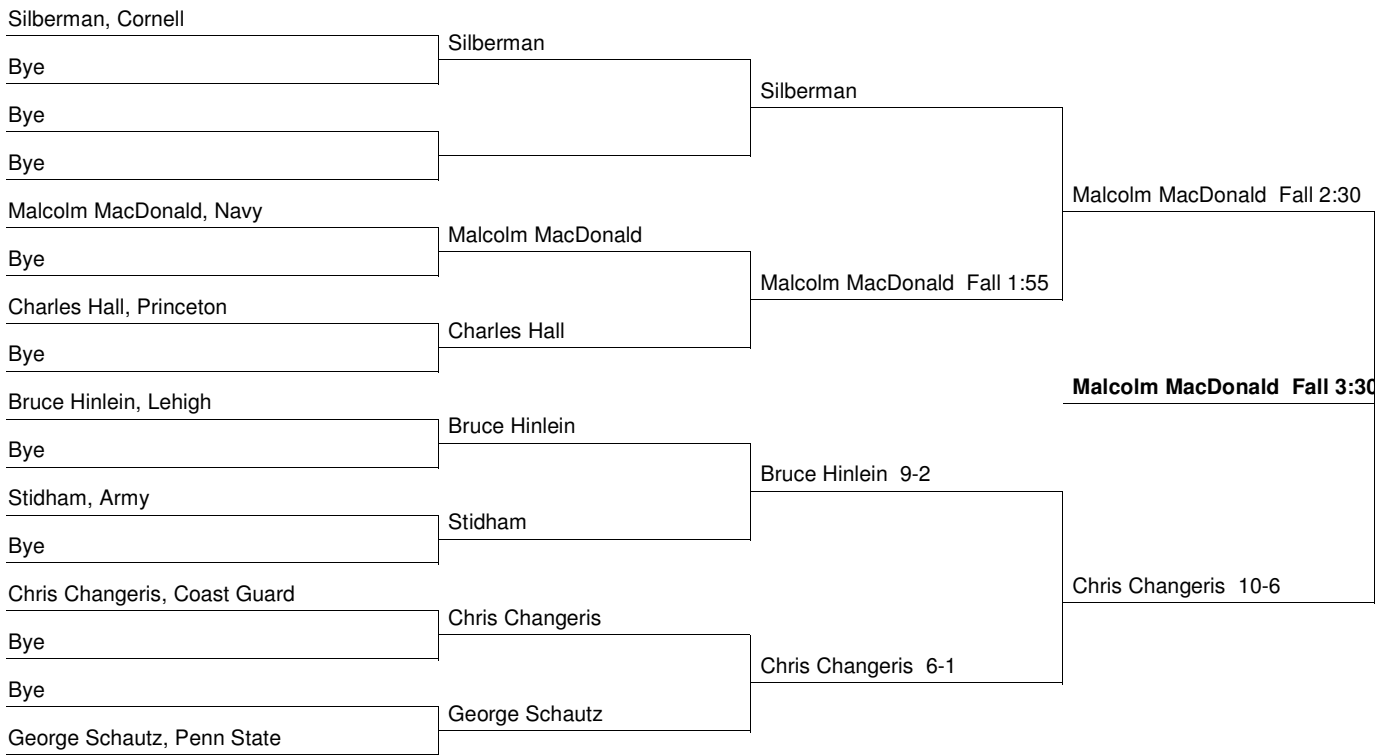 Silberman, Cornell
Bye
Bye
Bye
Malcolm MacDonald, Navy
Bye
Charles Hall, Princeton
Bye
Bruce Hinlein, Lehigh
Bye
Stidham, Army
Bye
Chris Changeris, Coast Guard
Bye
Bye
George Schautz, Penn State
Silberman
Malcolm MacDonald
Charles Hall
Bruce Hinlein
Stidham
Chris Changeris
George Schautz
Silberman
Malcolm MacDonald Fall 1:55
Bruce Hinlein 9-2
Chris Changeris 6-1
Malcolm MacDonald Fall 2:30
Malcolm MacDonald Fall 3:30
Chris Changeris 10-6